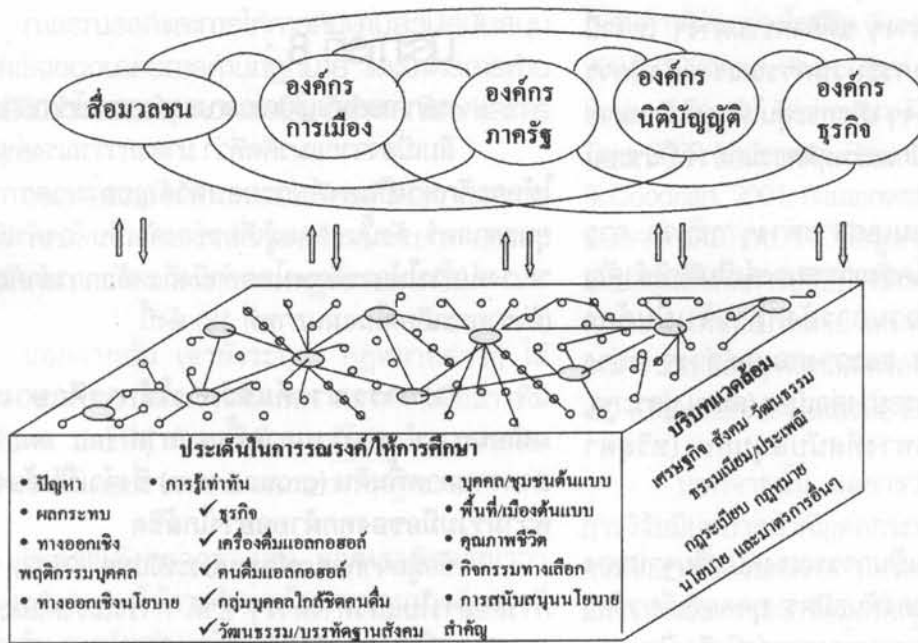 สื่อมวลชน
องค์กร
การเมือง
องค์กร
ภาครัฐ
องค์กร
นิติบัญญัติ
องค์กร
ธุรกิจ
ประเด็นในการรณรงค์/ให้การศึกษา
• ปัญหา
• ผลกระทบ
• ทางออกเชิง
พฤติกรรมบุคคล
• ทางออกเชิงนโยบาย
• การรู้เท่าทัน
✓ ธุรกิจ
✓ เครื่องดื่มแอลกอฮอล์
✓ คนดื่มแอลกอฮอล์
✓ กลุ่มบุคคลใกล้ชิดคนดื่ม
✓ วัฒนธรรม/บรรทัดฐานสังคม
• บุคคล/ชุมชนต้นแบบ
• พื้นที่/เมืองต้นแบบ
• คุณภาพชีวิต
• กิจกรรมทางเลือก
• การสนับสนุนนโยบาย
สำคัญ
บริบทแวดล้อม
เศรษฐกิจ สังคม วัฒนธรรม
ธรรมเนียม/ประเพณี
กฎระเบียบ กฎหมาย
นโยบาย และมาตรการอื่นๆ